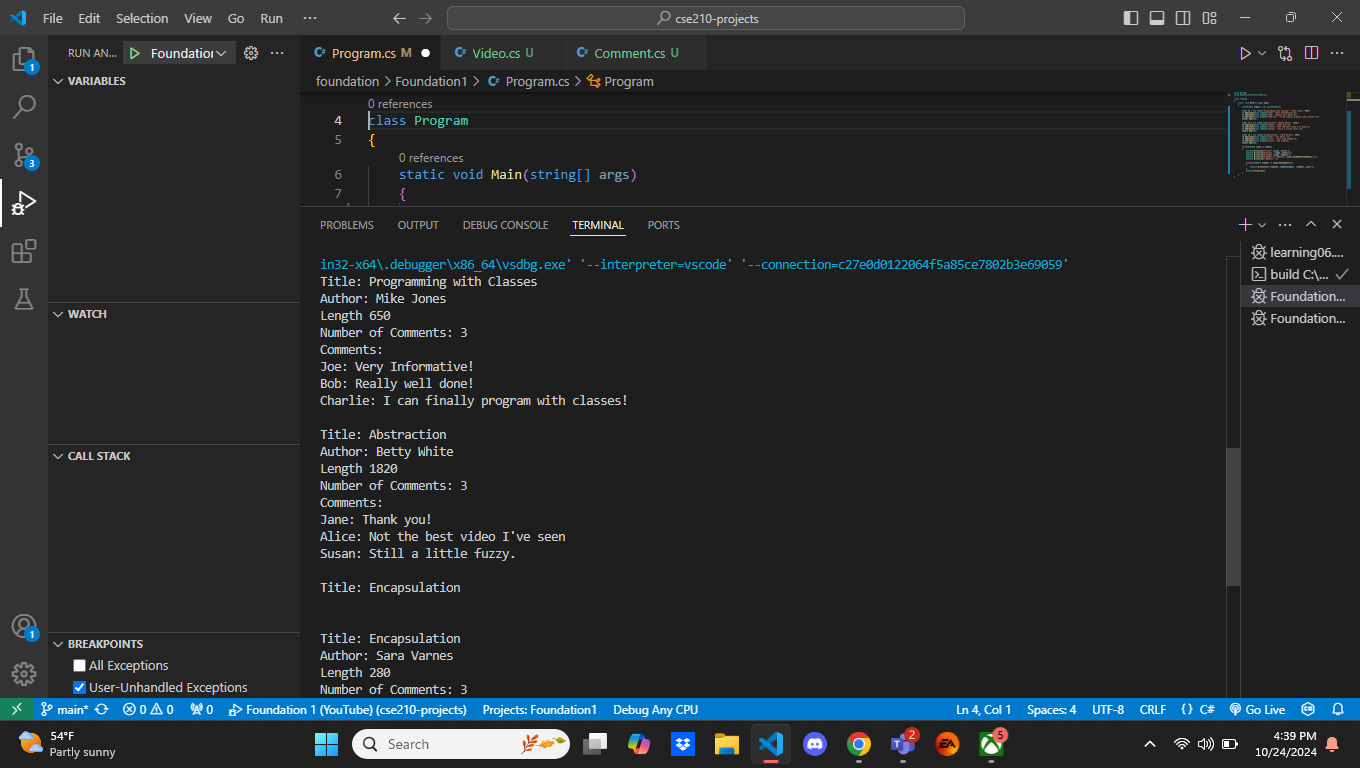 File Edit Selection View Go Run ··· cse210-projects
RUN AN... Foundation ···
Program.cs M Video.cs U Comment.cs U
foundation > Foundation1 > Program.cs > Program
VARIABLES
0 references
4 class Program
5 {
0 references
6 static void Main(string[] args)
7 {
PROBLEMS OUTPUT DEBUG CONSOLE TERMINAL PORTS
in32-x64\.debugger\x86_64\vsdbg.exe' '--interpreter=vscode' '--connection=c27e0d0122064f5a85ce7802b3e69059'
Title: Programming with Classes
Author: Mike Jones
Length 650
Number of Comments: 3
Comments:
Joe: Very Informative!
Bob: Really well done!
Charlie: I can finally program with classes!
Title: Abstraction
Author: Betty White
Length 1820
Number of Comments: 3
Comments:
Jane: Thank you!
Alice: Not the best video I've seen
Susan: Still a little fuzzy.
Title: Encapsulation
Title: Encapsulation
Author: Sara Varnes
Length 280
Number of Comments: 3
learning06....
build C:\...
Foundation...
Foundation...
WATCH
CALL STACK
BREAKPOINTS
All Exceptions
User-Unhandled Exceptions
1
3
1
main* 0 0 0 Foundation 1 (YouTube) (cse210-projects) Projects: Foundation1 Debug Any CPU Ln 4, Col 1 Spaces: 4 UTF-8 CRLF {} C# Go Live
54°F
Partly sunny
Search
2
EA
5
4:39 PM
10/24/2024